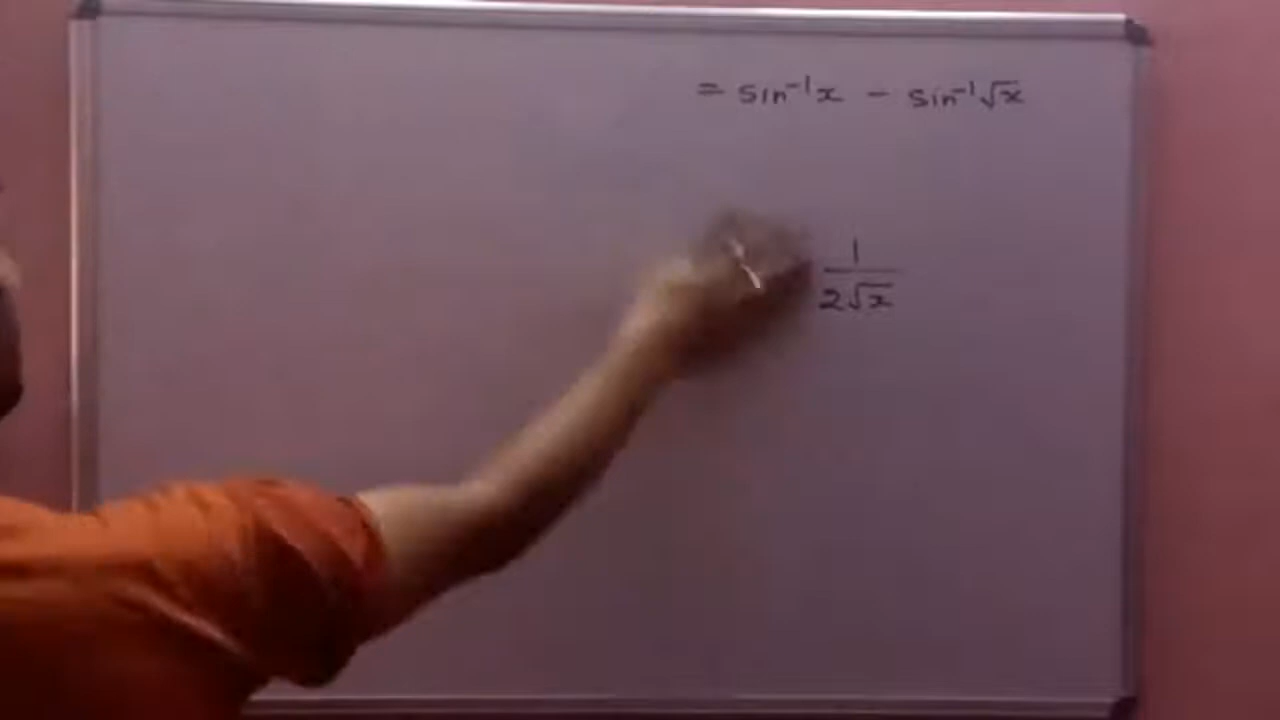 = sin⁻¹x − sin⁻¹√x
1
2√x